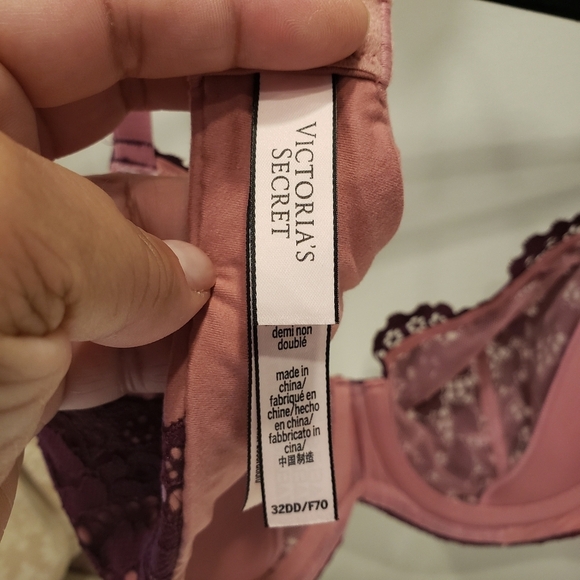 VICTORIA'S
SECRET
demi non
doublé
made in
china/
fabriqué en
chine/hecho
en china/
fabbricato in
cina/
中国制造
32DD/F70